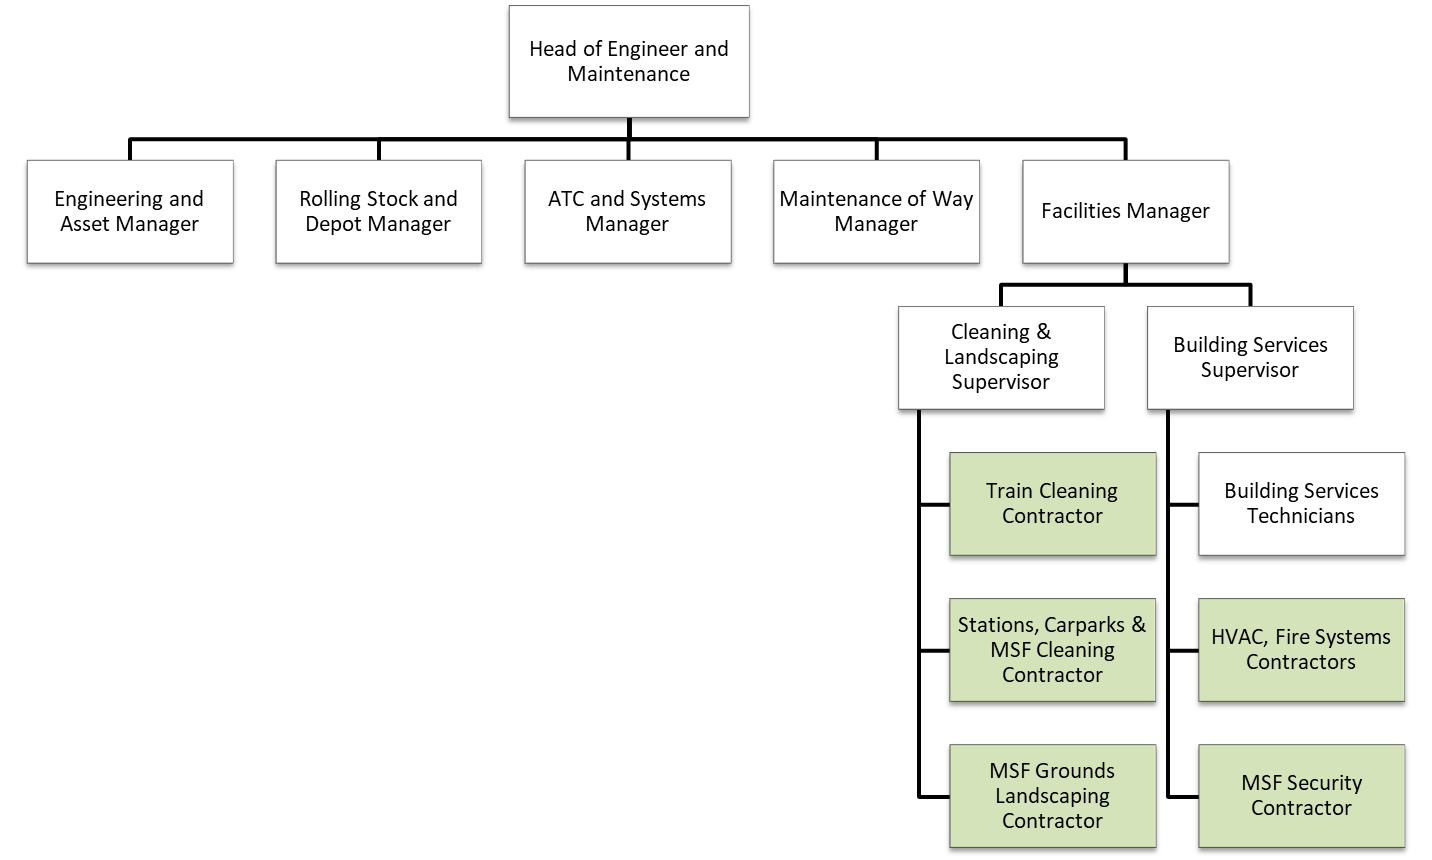 Head of Engineer and
Maintenance
Engineering and
Asset Manager
Rolling Stock and
Depot Manager
ATC and Systems
Manager
Maintenance of Way
Manager
Facilities Manager
Cleaning &
Landscaping
Supervisor
Building Services
Supervisor
Train Cleaning
Contractor
Stations, Carparks &
MSF Cleaning
Contractor
MSF Grounds
Landscaping
Contractor
Building Services
Technicians
HVAC, Fire Systems
Contractors
MSF Security
Contractor